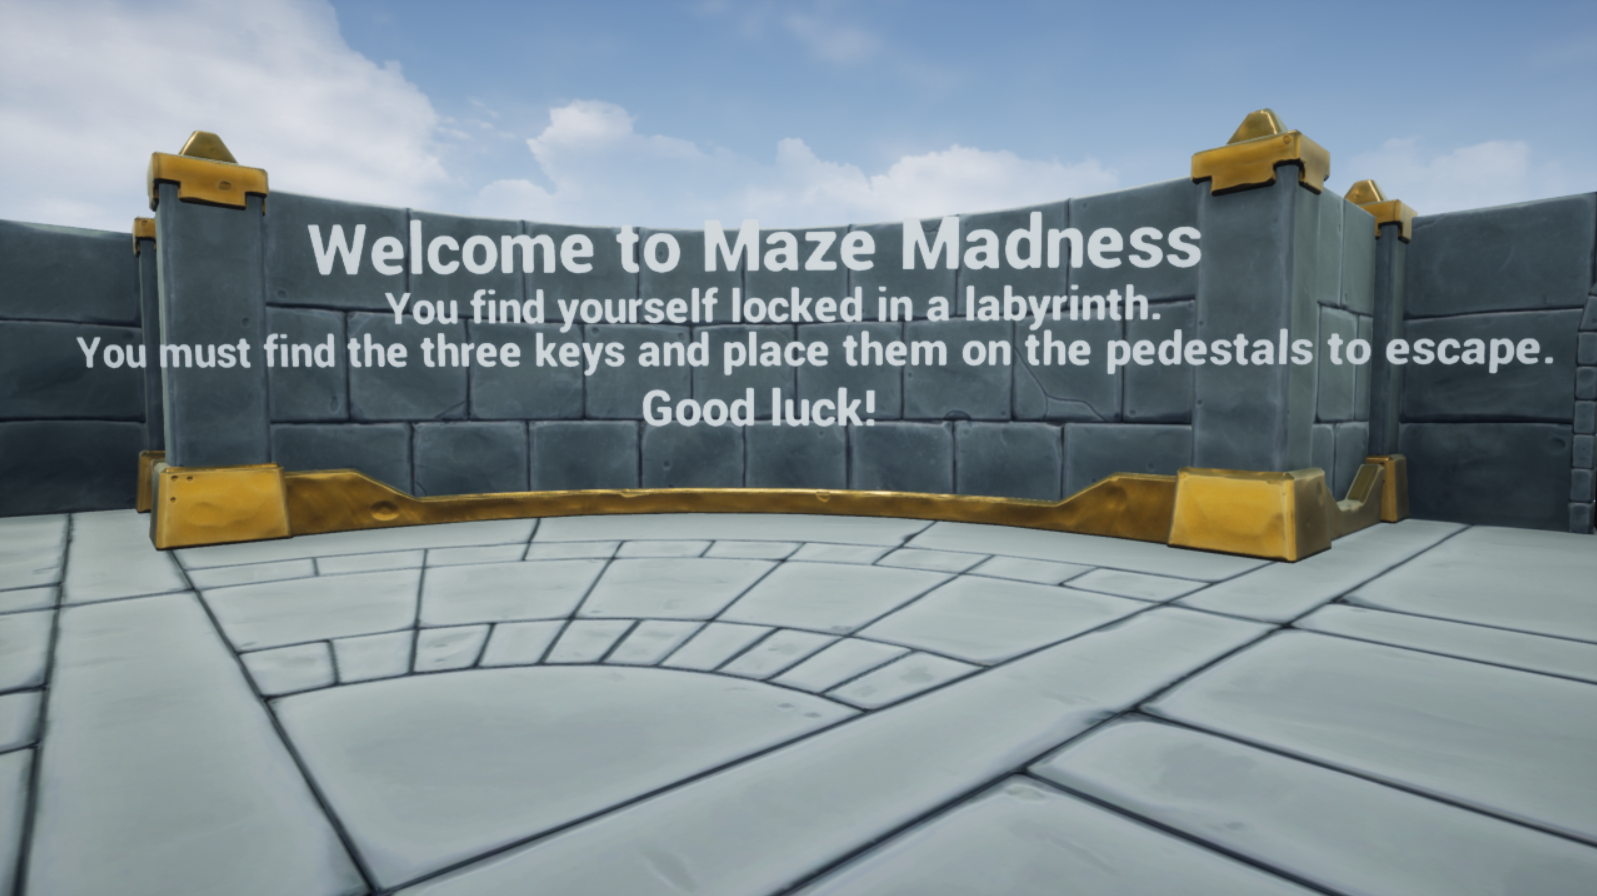 Welcome to Maze Madness
You find yourself locked in a labyrinth.
You must find the three keys and place them on the pedestals to escape.
Good luck!